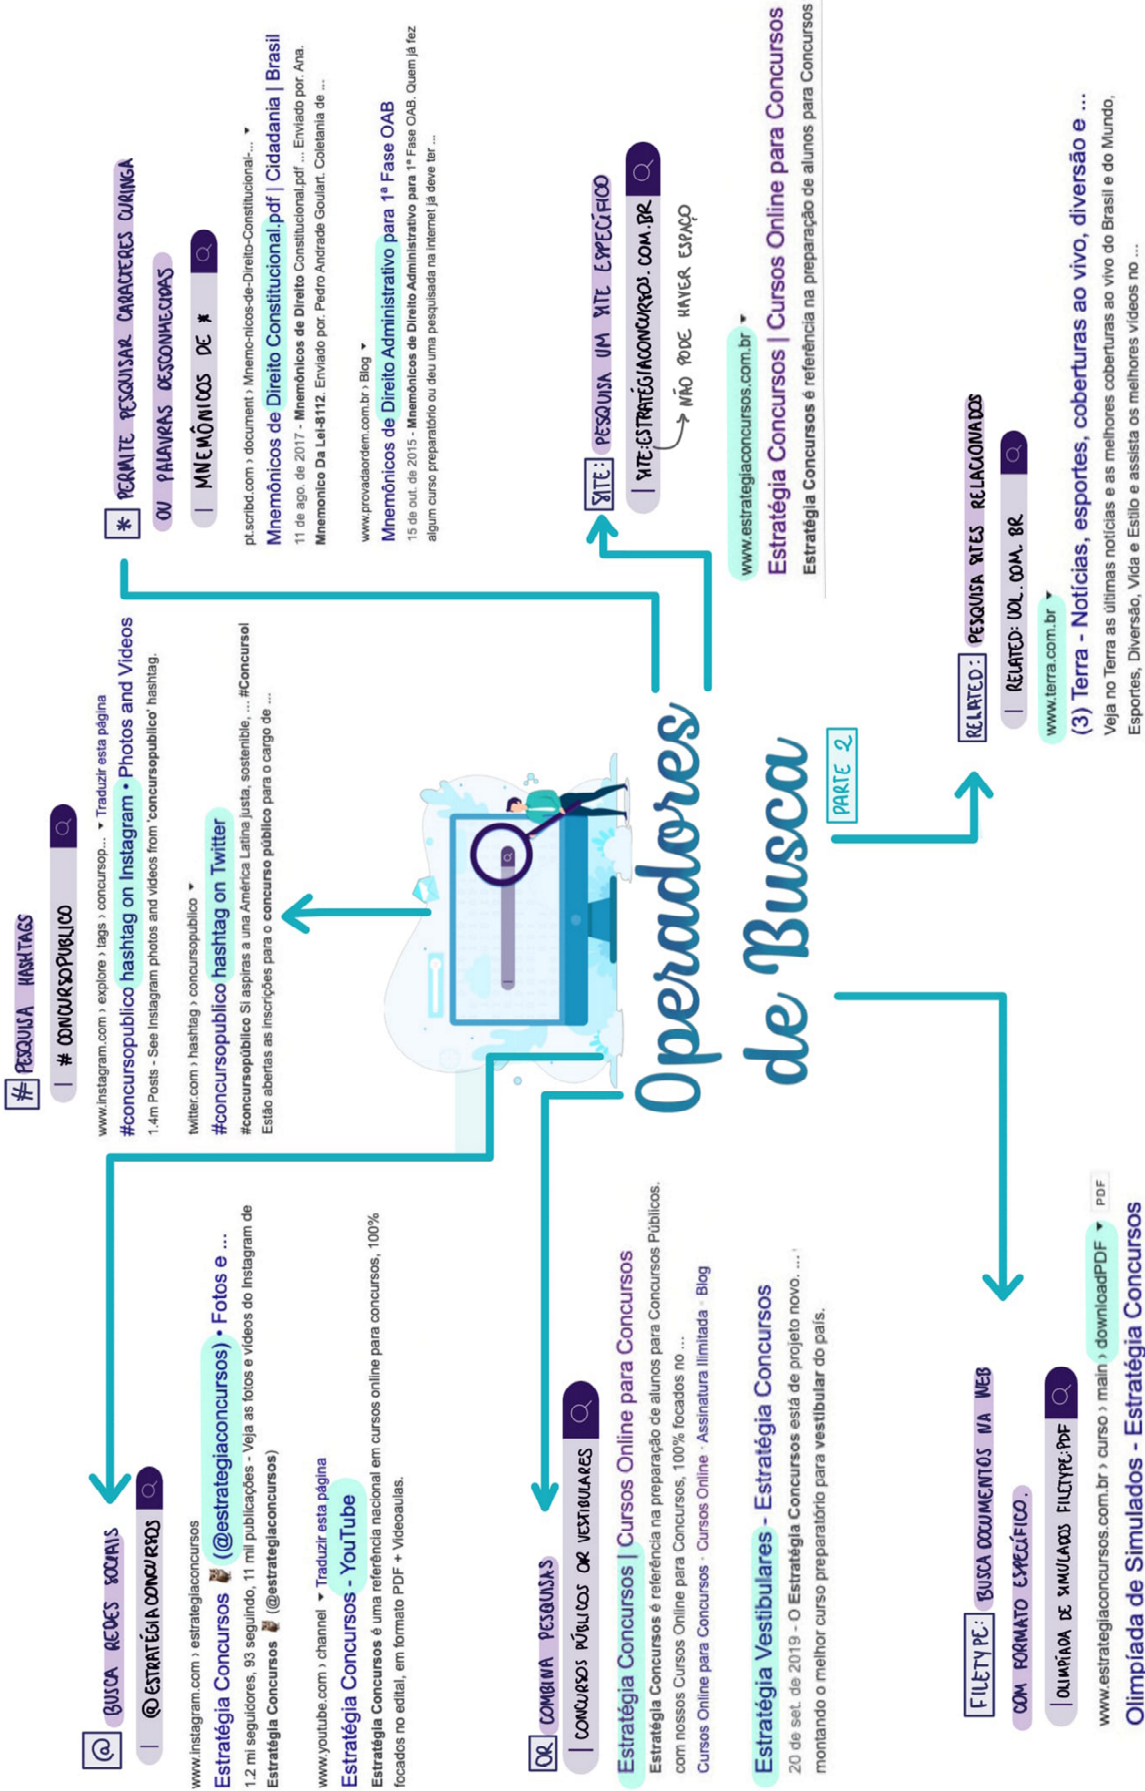 Operadores
de Busca
PARTE 2
@ BUSCA REDES SOCIAIS
@ESTRATÉGIACONCURSOS
www.instagram.com › estrategiaconcursos
Estratégia Concursos (@estrategiaconcursos) • Fotos e ...
1.2 mi seguidores, 93 seguindo, 11 mil publicações - Veja as fotos e vídeos do Instagram de
Estratégia Concursos (@estrategiaconcursos)
www.youtube.com › channel ▾ Traduzir esta página
Estratégia Concursos - YouTube
Estratégia Concursos é uma referência nacional em cursos online para concursos, 100%
focados no edital, em formato PDF + Videoaulas.
# PESQUISA HASHTAGS
# CONCURSOPUBLICO
www.instagram.com › explore › tags › concursop... ▾ Traduzir esta página
#concursopublico hashtag on Instagram • Photos and Videos
1.4m Posts - See Instagram photos and videos from 'concursopublico' hashtag.
twitter.com › hashtag › concursopublico ▾
#concursopublico hashtag on Twitter
#concursopúblico Si aspiras a una América Latina justa, sostenible, ... #Concursol
Estão abertas as inscrições para o concurso público para o cargo de ...
* PERMITE PESQUISAR CARACTERES CURINGA
OU PALAVRAS DESCONHECIDAS
MNEMÔNICOS DE *
pt.scribd.com › document › Mnemo-nicos-de-Direito-Constitucional-... ▾
Mnemônicos de Direito Constitucional.pdf | Cidadania | Brasil
11 de ago. de 2017 - Mnemônicos de Direito Constitucional.pdf ... Enviado por. Ana.
Mnemonico Da Lei-8112. Enviado por. Pedro Andrade Goulart. Coletania de ...
www.provadaordem.com.br › Blog ▾
Mnemônicos de Direito Administrativo para 1ª Fase OAB
15 de out. de 2015 - Mnemônicos de Direito Administrativo para 1ª Fase OAB. Quem já fez
algum curso preparatório ou deu uma pesquisada na internet já deve ter ...
OR COMBINA PESQUISAS
CONCURSOS PÚBLICOS OR VESTIBULARES
Estratégia Concursos | Cursos Online para Concursos
Estratégia Concursos é referência na preparação de alunos para Concursos Públicos.
com nossos Cursos Online para Concursos, 100% focados no ...
Cursos Online para Concursos · Cursos Online · Assinatura Ilimitada · Blog
Estratégia Vestibulares - Estratégia Concursos
20 de set. de 2019 - O Estratégia Concursos está de projeto novo. ...
montando o melhor curso preparatório para vestibular do país.
SITE: PESQUISA UM SITE ESPECÍFICO
SITE:ESTRATÉGIACONCURSOS.COM.BR
NÃO PODE HAVER ESPAÇO
www.estrategiaconcursos.com.br ▾
Estratégia Concursos | Cursos Online para Concursos
Estratégia Concursos é referência na preparação de alunos para Concursos
FILETYPE: BUSCA DOCUMENTOS NA WEB
COM FORMATO ESPECÍFICO.
OLIMPÍADA DE SIMULADOS FILETYPE:PDF
www.estrategiaconcursos.com.br › curso › main › downloadPDF ▾ PDF
Olimpíada de Simulados - Estratégia Concursos
RELATED: PESQUISA SITES RELACIONADOS
RELATED: UOL.COM.BR
www.terra.com.br ▾
(3) Terra - Notícias, esportes, coberturas ao vivo, diversão e ...
Veja no Terra as últimas notícias e as melhores coberturas ao vivo do Brasil e do Mundo,
Esportes, Diversão, Vida e Estilo e assista os melhores vídeos no ...